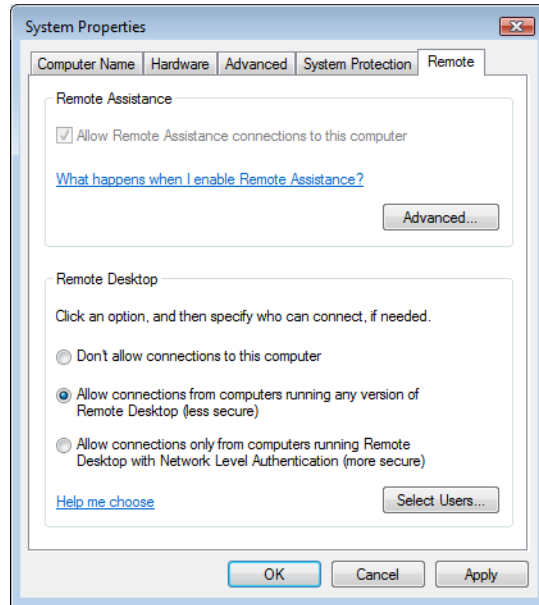 System Properties
Computer Name Hardware Advanced System Protection Remote
Remote Assistance
Allow Remote Assistance connections to this computer
What happens when I enable Remote Assistance?
Advanced...
Remote Desktop
Click an option, and then specify who can connect, if needed.
Don't allow connections to this computer
Allow connections from computers running any version of
Remote Desktop (less secure)
Allow connections only from computers running Remote
Desktop with Network Level Authentication (more secure)
Help me choose
Select Users...
OK Cancel Apply